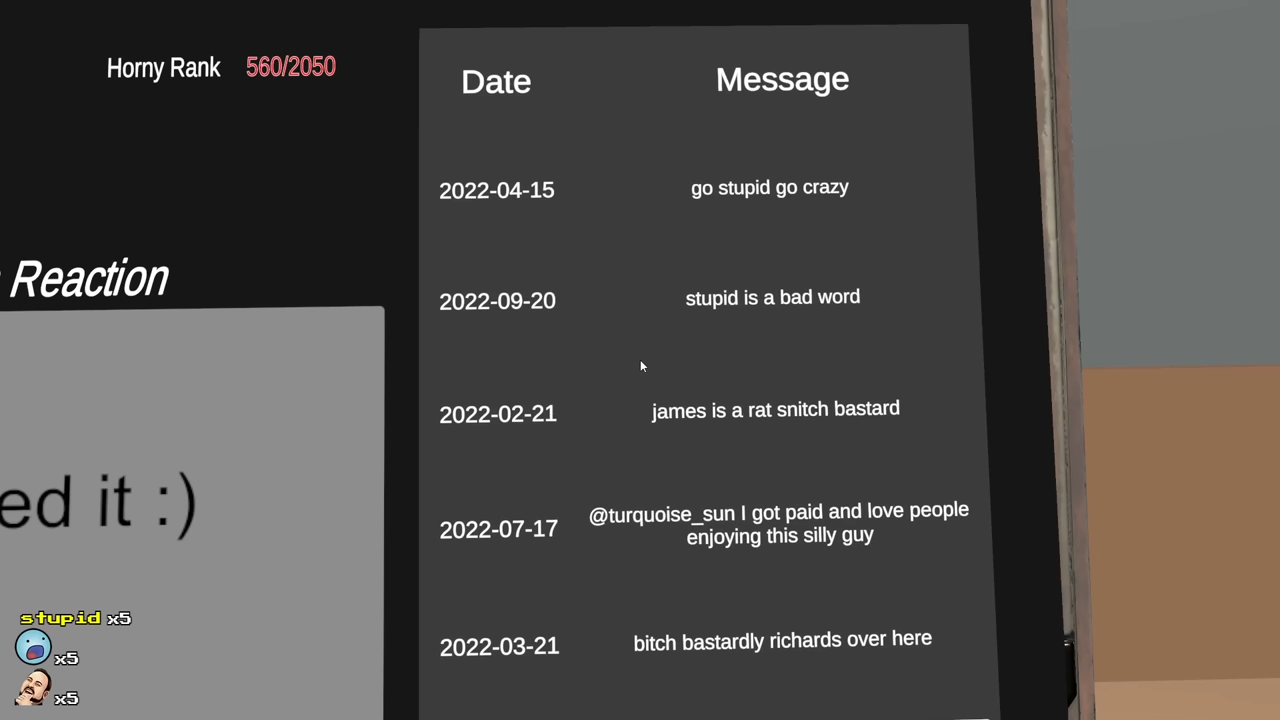 Horny Rank 560/2050
Reaction
ed it :)
Date Message
2022-04-15 go stupid go crazy
2022-09-20 stupid is a bad word
2022-02-21 james is a rat snitch bastard
2022-07-17 @turquoise_sun I got paid and love people
enjoying this silly guy
2022-03-21 bitch bastardly richards over here
stupid x5
x5
x5